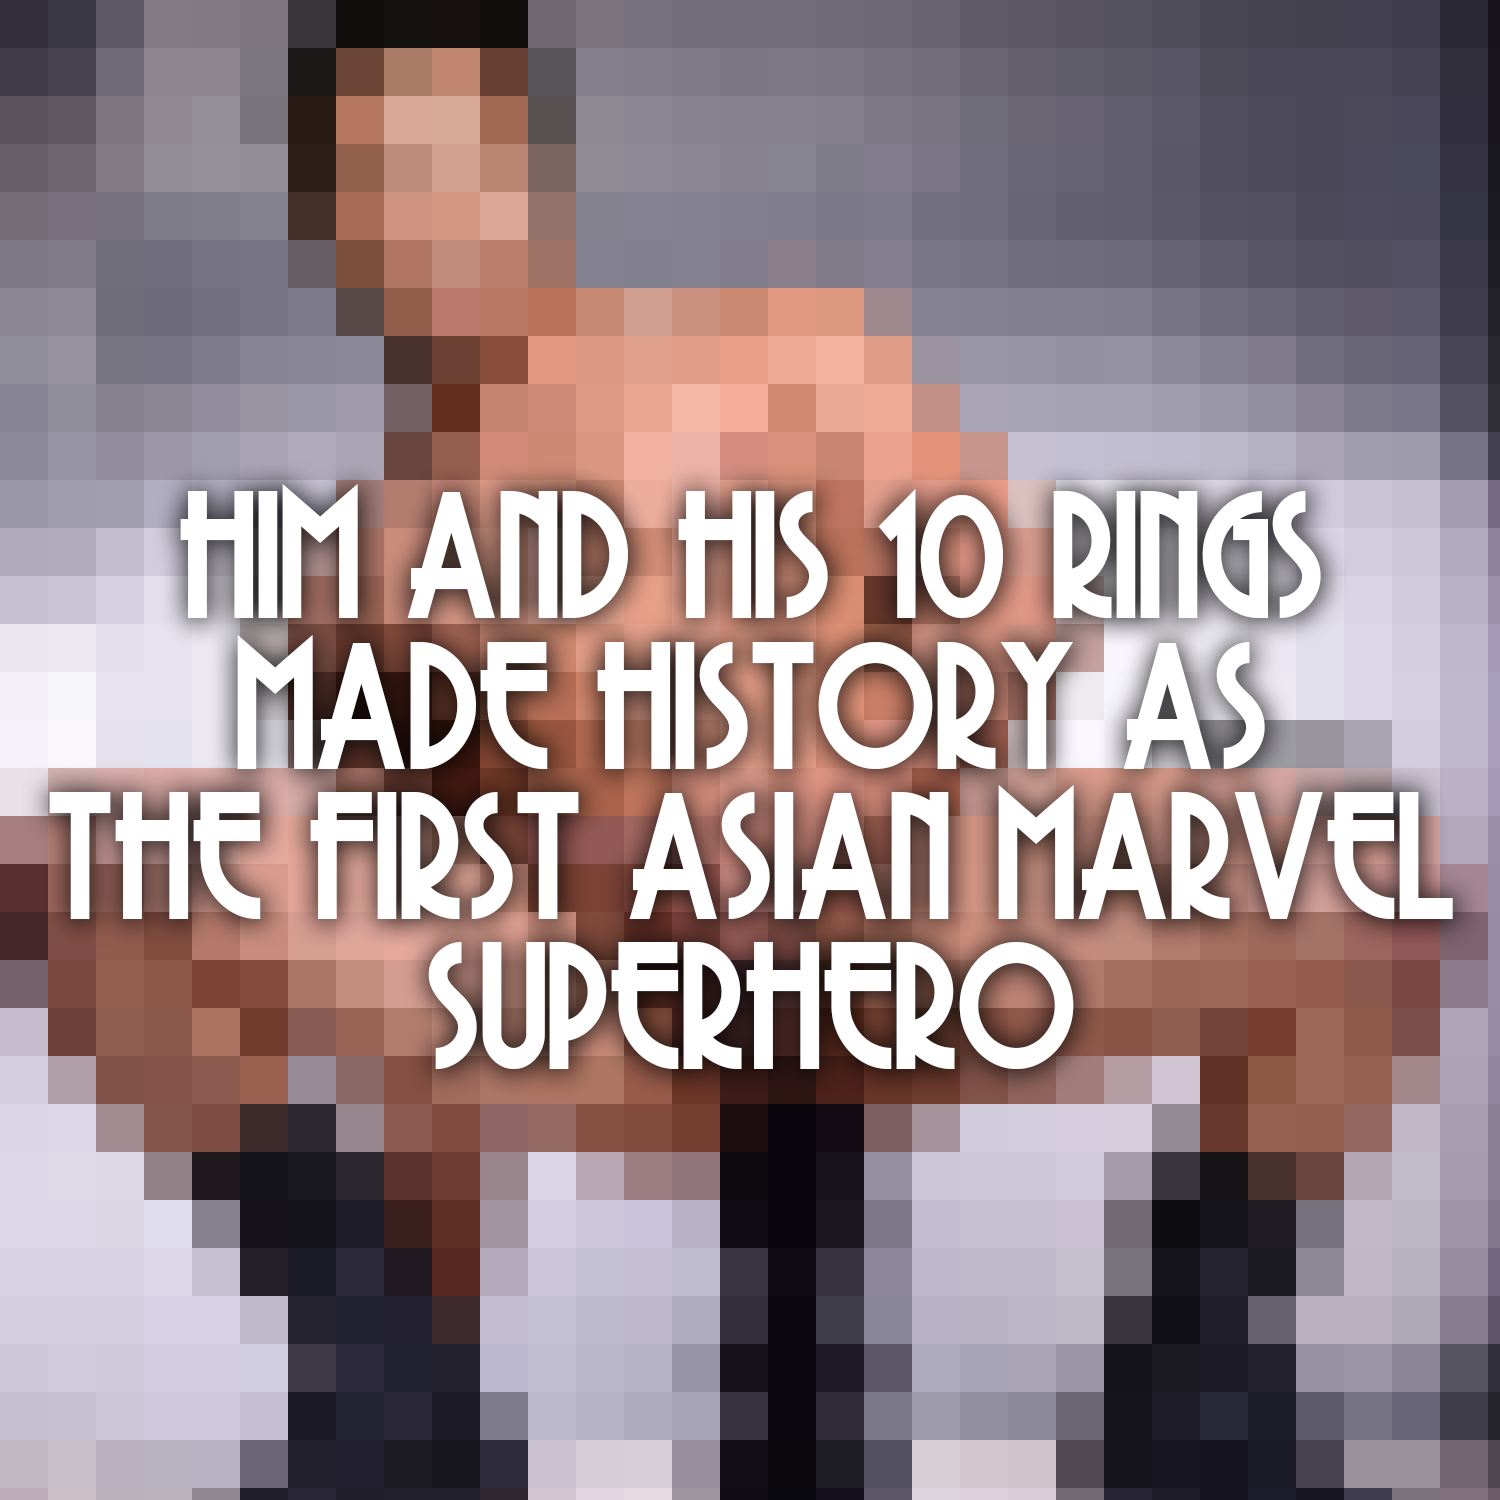 HIM AND HIS 10 RINGS
MADE HISTORY AS
THE FIRST ASIAN MARVEL
SUPERHERO